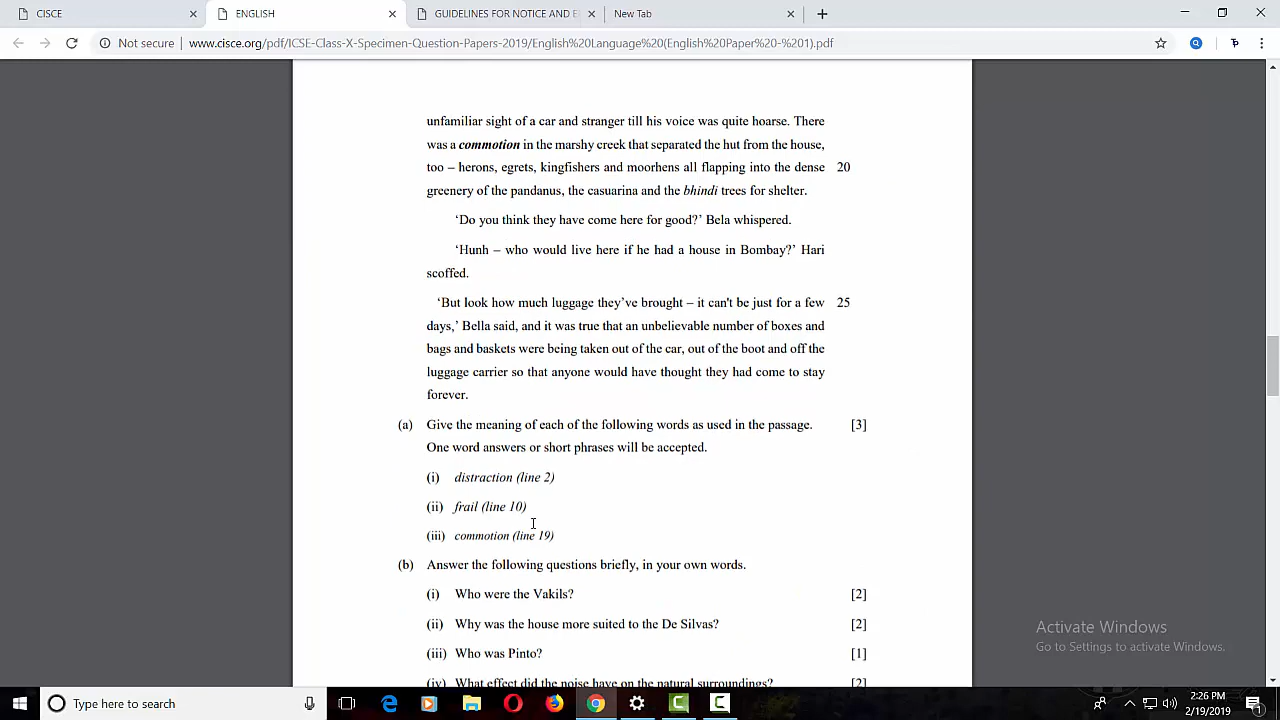 CISCE
ENGLISH
GUIDELINES FOR NOTICE AND E
New Tab
Not secure
www.cisce.org/pdf/ICSE-Class-X-Specimen-Question-Papers-2019/English%20Language%20(English%20Paper%20-%201).pdf
unfamiliar sight of a car and stranger till his voice was quite hoarse. There
was a commotion in the marshy creek that separated the hut from the house,
too – herons, egrets, kingfishers and moorhens all flapping into the dense 20
greenery of the pandanus, the casuarina and the bhindi trees for shelter.
‘Do you think they have come here for good?’ Bela whispered.
‘Hunh – who would live here if he had a house in Bombay?’ Hari
scoffed.
‘But look how much luggage they’ve brought – it can't be just for a few 25
days,’ Bella said, and it was true that an unbelievable number of boxes and
bags and baskets were being taken out of the car, out of the boot and off the
luggage carrier so that anyone would have thought they had come to stay
forever.
(a) Give the meaning of each of the following words as used in the passage. [3]
One word answers or short phrases will be accepted.
(i) distraction (line 2)
(ii) frail (line 10)
(iii) commotion (line 19)
(b) Answer the following questions briefly, in your own words.
(i) Who were the Vakils? [2]
(ii) Why was the house more suited to the De Silvas? [2]
(iii) Who was Pinto? [1]
(iv) What effect did the noise have on the natural surroundings? [2]
Activate Windows
Go to Settings to activate Windows.
Type here to search
2:26 PM
2/19/2019